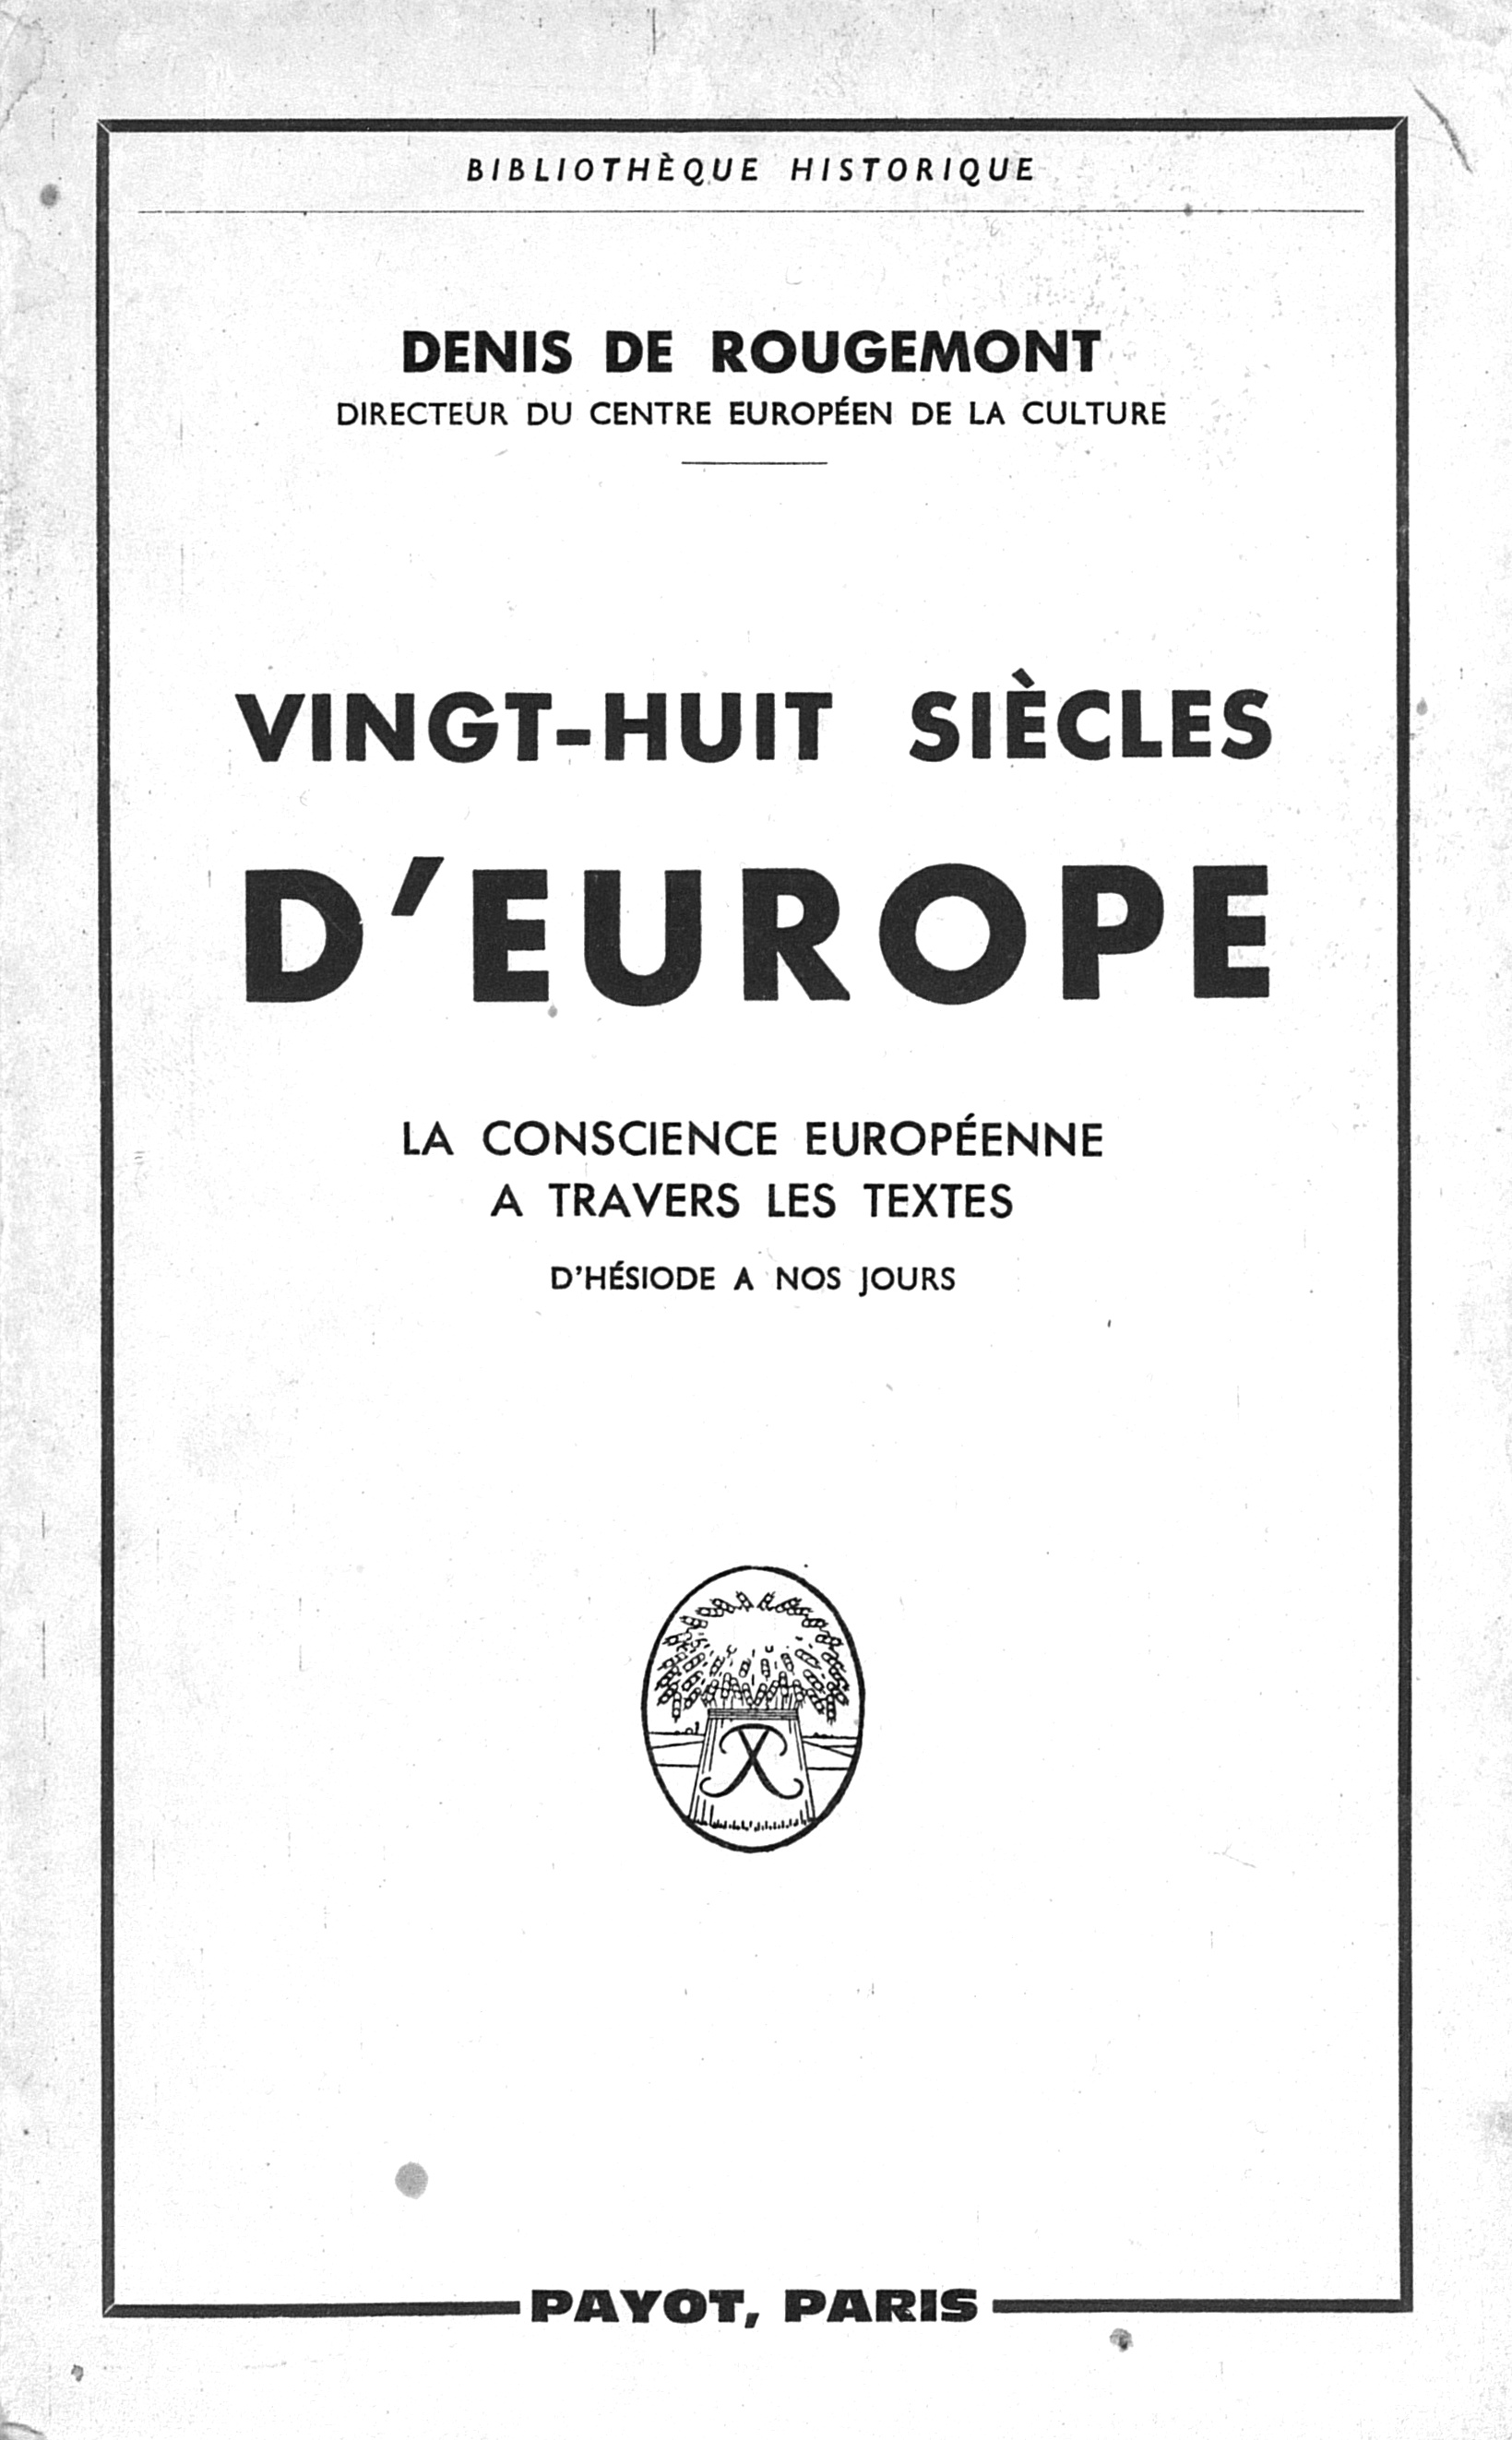 BIBLIOTHÈQUE HISTORIQUE
DENIS DE ROUGEMONT
DIRECTEUR DU CENTRE EUROPÉEN DE LA CULTURE
VINGT-HUIT SIÈCLES
D'EUROPE
LA CONSCIENCE EUROPÉENNE
A TRAVERS LES TEXTES
D'HÉSIODE A NOS JOURS
PAYOT, PARIS